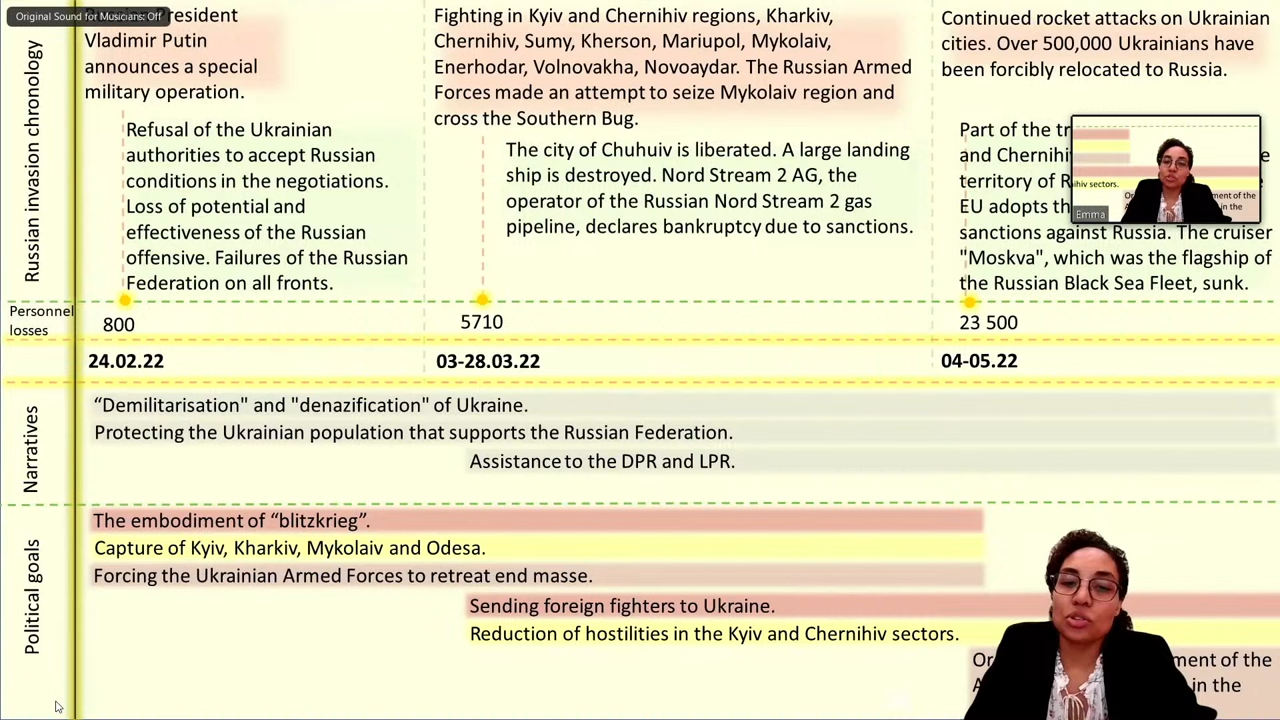 Original Sound for Musicians: Off
President
Vladimir Putin
announces a special
military operation.
Refusal of the Ukrainian
authorities to accept Russian
conditions in the negotiations.
Loss of potential and
effectiveness of the Russian
offensive. Failures of the Russian
Federation on all fronts.
Fighting in Kyiv and Chernihiv regions, Kharkiv,
Chernihiv, Sumy, Kherson, Mariupol, Mykolaiv,
Enerhodar, Volnovakha, Novoaydar. The Russian Armed
Forces made an attempt to seize Mykolaiv region and
cross the Southern Bug.
The city of Chuhuiv is liberated. A large landing
ship is destroyed. Nord Stream 2 AG, the
operator of the Russian Nord Stream 2 gas
pipeline, declares bankruptcy due to sanctions.
Continued rocket attacks on Ukrainian
cities. Over 500,000 Ukrainians have
been forcibly relocated to Russia.
Part of the
and
territory of
EU adopts
sanctions against Russia. The cruiser
"Moskva", which was the flagship of
the Russian Black Sea Fleet, sunk.
sectors.
ment of the
in the
Emma
Russian invasion chronology
Personnel
losses
800
5710
23 500
24.02.22
03-28.03.22
04-05.22
Narratives
“Demilitarisation" and "denazification" of Ukraine.
Protecting the Ukrainian population that supports the Russian Federation.
Assistance to the DPR and LPR.
Political goals
The embodiment of “blitzkrieg”.
Capture of Kyiv, Kharkiv, Mykolaiv and Odesa.
Forcing the Ukrainian Armed Forces to retreat end masse.
Sending foreign fighters to Ukraine.
Reduction of hostilities in the Kyiv and Chernihiv sectors.
ment of the
in the